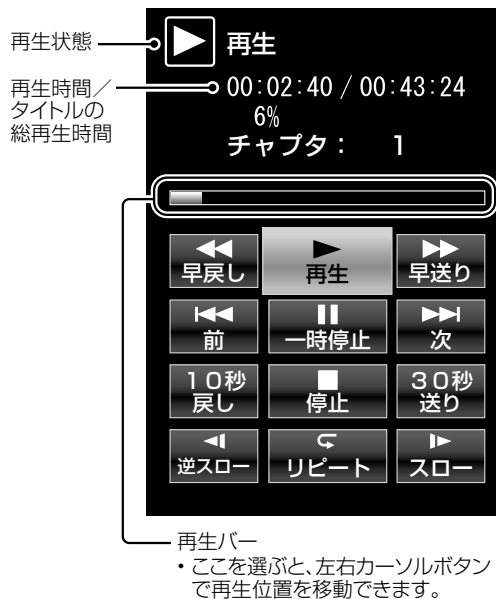 再生状態
再生
再生時間／
タイトルの
総再生時間
00:02:40 / 00:43:24
6%
チャプタ： 1
早戻し 再生 早送り
前 一時停止 次
10秒 戻し 停止 30秒 送り
逆スロー リピート スロー
再生バー
・ここを選ぶと、左右カーソルボタン
で再生位置を移動できます。